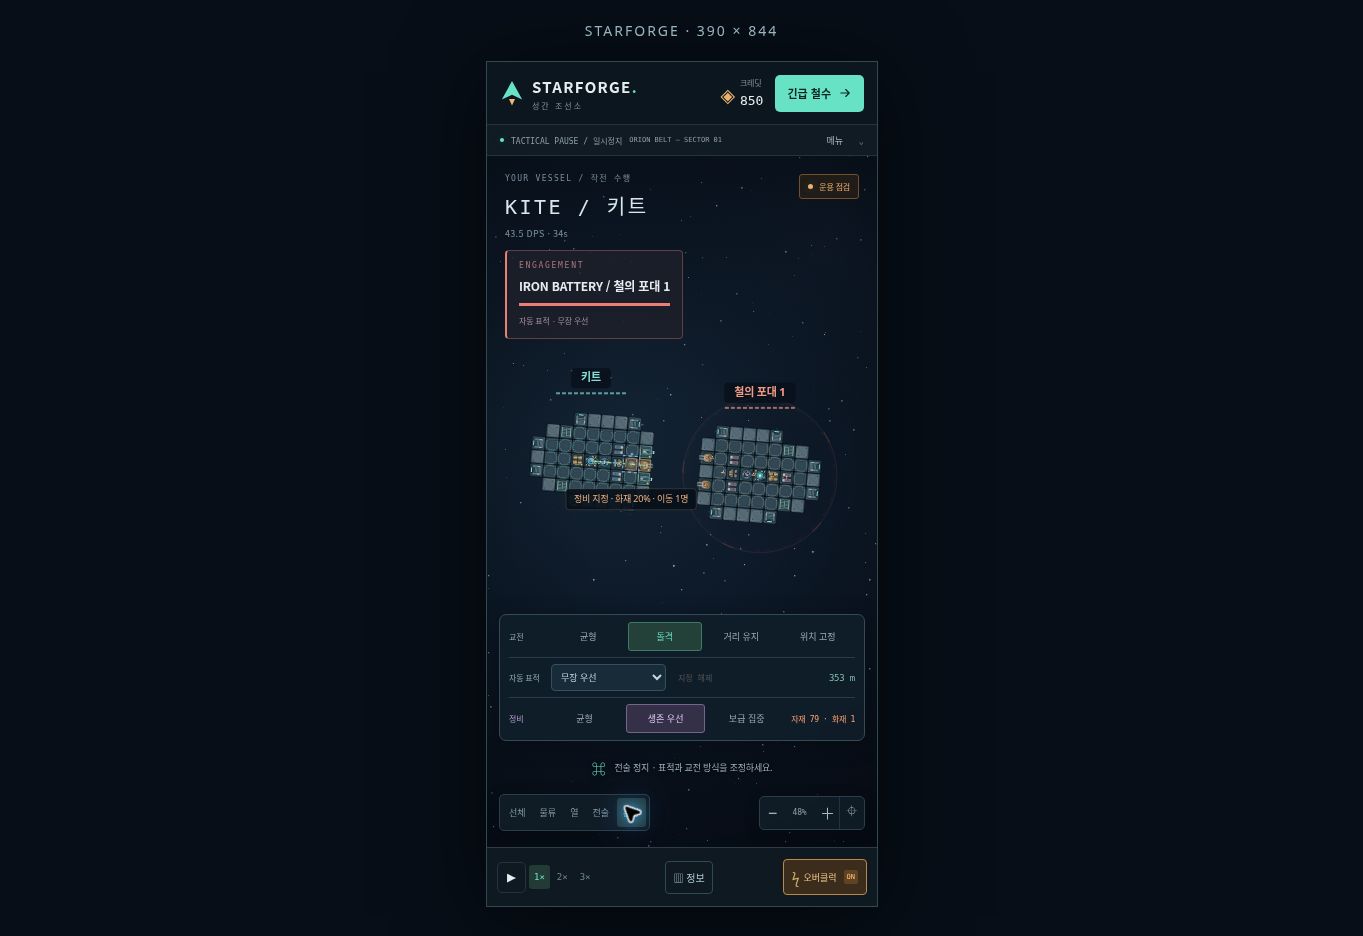 STARFORGE · 390 × 844
STARFORGE.
성간 조선소
크레딧
850
긴급 철수 →
TACTICAL PAUSE / 일시정지 ORION BELT — SECTOR 01
메뉴
YOUR VESSEL / 작전 수행
운용 점검
KITE / 키트
43.5 DPS · 34s
ENGAGEMENT
IRON BATTERY / 철의 포대 1
자동 표적 · 무장 우선
키트
철의 포대 1
정비 지정 · 화재 20% · 이동 1명
교전 균형 돌격 거리 유지 위치 고정
자동 표적 무장 우선 지정 해제 353 m
정비 균형 생존 우선 보급 집중 자재 79 · 화재 1
전술 정지 · 표적과 교전 방식을 조정하세요.
선체 물류 열 전술
− 48% +
▶ 1× 2× 3×
정보
오버클럭 ON